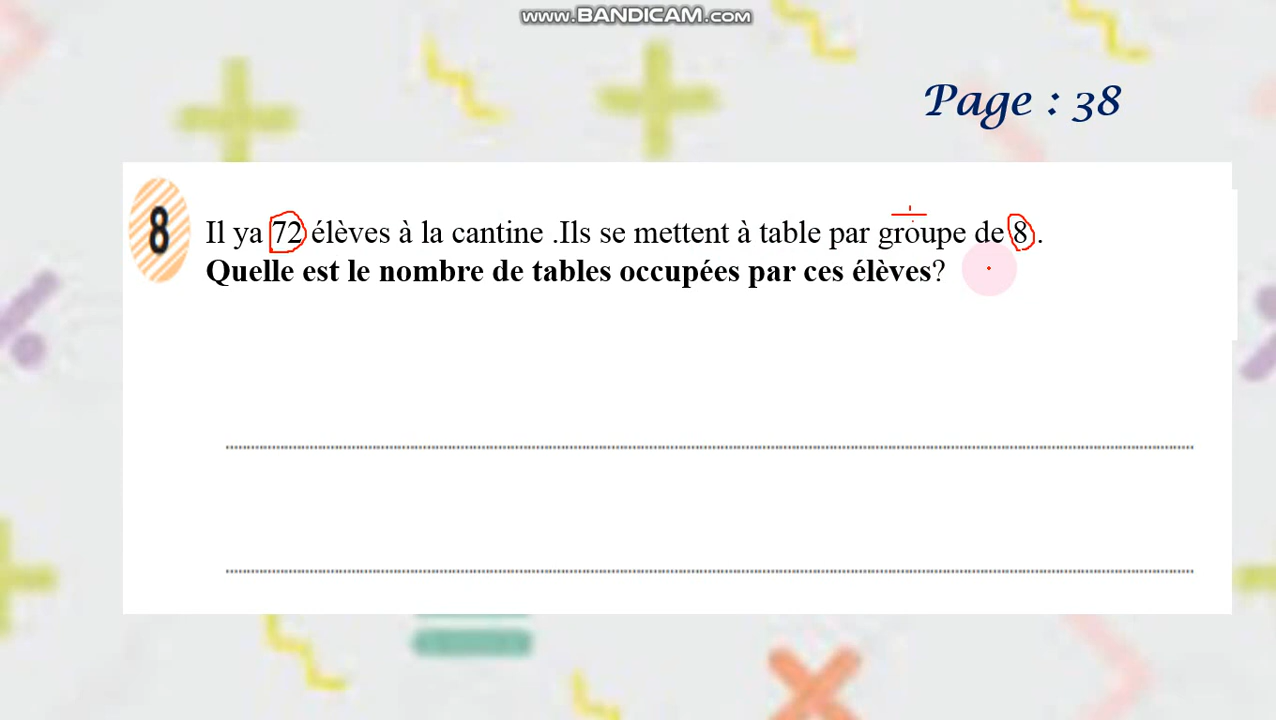 www.BANDICAM.com
Page : 38
8
Il ya 72 élèves à la cantine .Ils se mettent à table par groupe de 8 .
Quelle est le nombre de tables occupées par ces élèves?